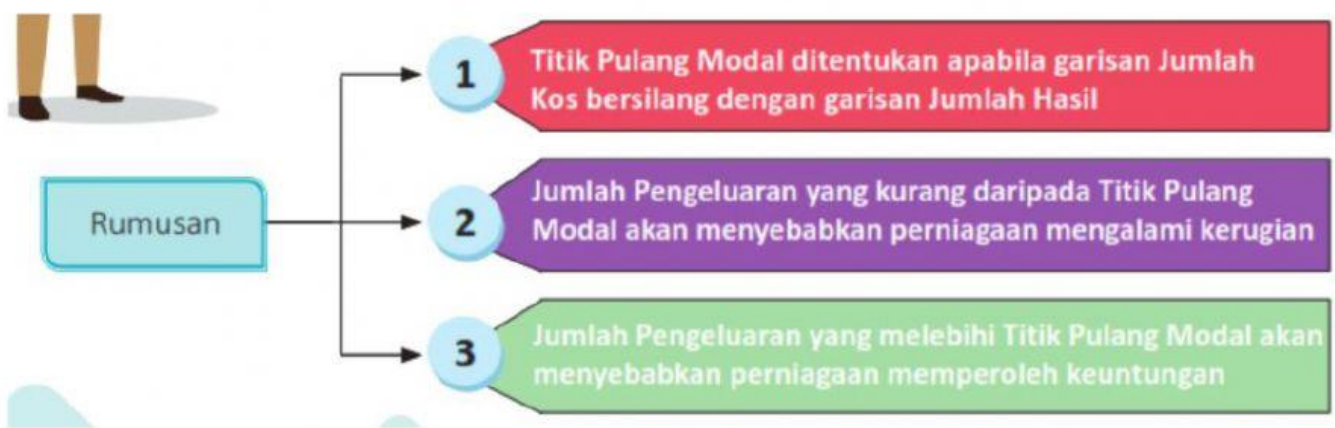 1
Titik Pulang Modal ditentukan apabila garisan Jumlah
Kos bersilang dengan garisan Jumlah Hasil
Rumusan
2
Jumlah Pengeluaran yang kurang daripada Titik Pulang
Modal akan menyebabkan perniagaan mengalami kerugian
3
Jumlah Pengeluaran yang melebihi Titik Pulang Modal akan
menyebabkan perniagaan memperoleh keuntungan